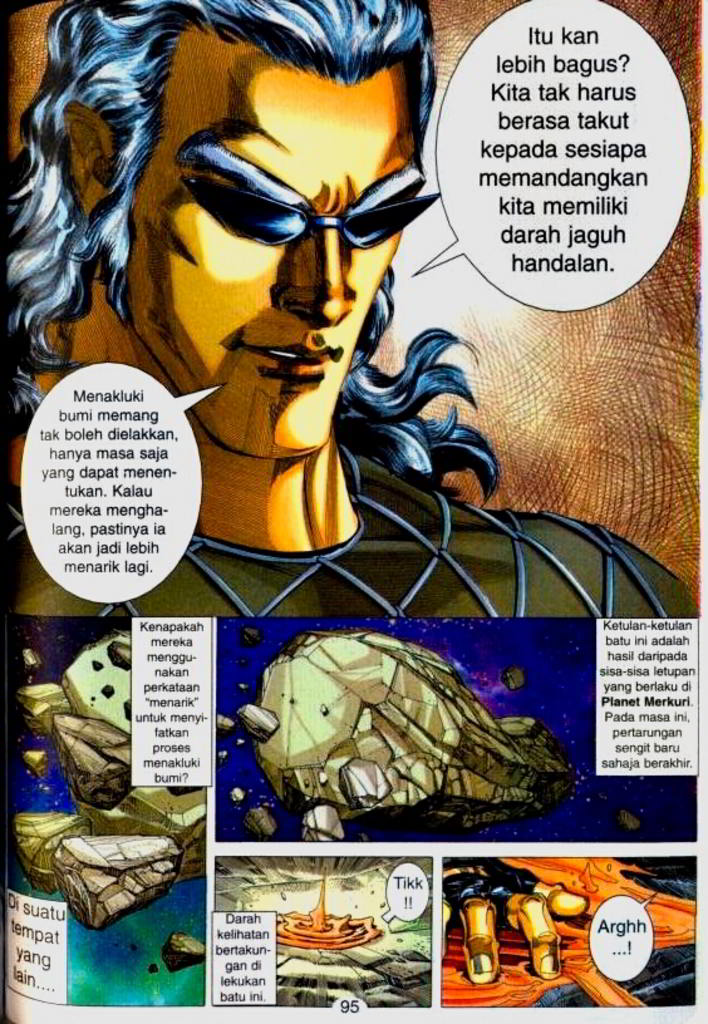 Itu kan
lebih bagus?
Kita tak harus
berasa takut
kepada sesiapa
memandangkan
kita memiliki
darah jaguh
handalan.
Menakluki
bumi memang
tak boleh dielakkan,
hanya masa saja
yang dapat menen-
tukan. Kalau
mereka mengha-
lang, pastinya ia
akan jadi lebih
menarik lagi.
Kenapakah
mereka
menggu-
nakan
perkataan
"menarik"
untuk menyi-
fatkan
proses
menakluki
bumi?
Di suatu
tempat
yang
lain....
Ketulan-ketulan
batu ini adalah
hasil daripada
sisa-sisa letupan
yang berlaku di
Planet Merkuri.
Pada masa ini,
pertarungan
sengit baru
sahaja berakhir.
Tikk
!!
Darah
kelihatan
bertakun-
gan di
lekukan
batu ini.
Arghh
...!
95